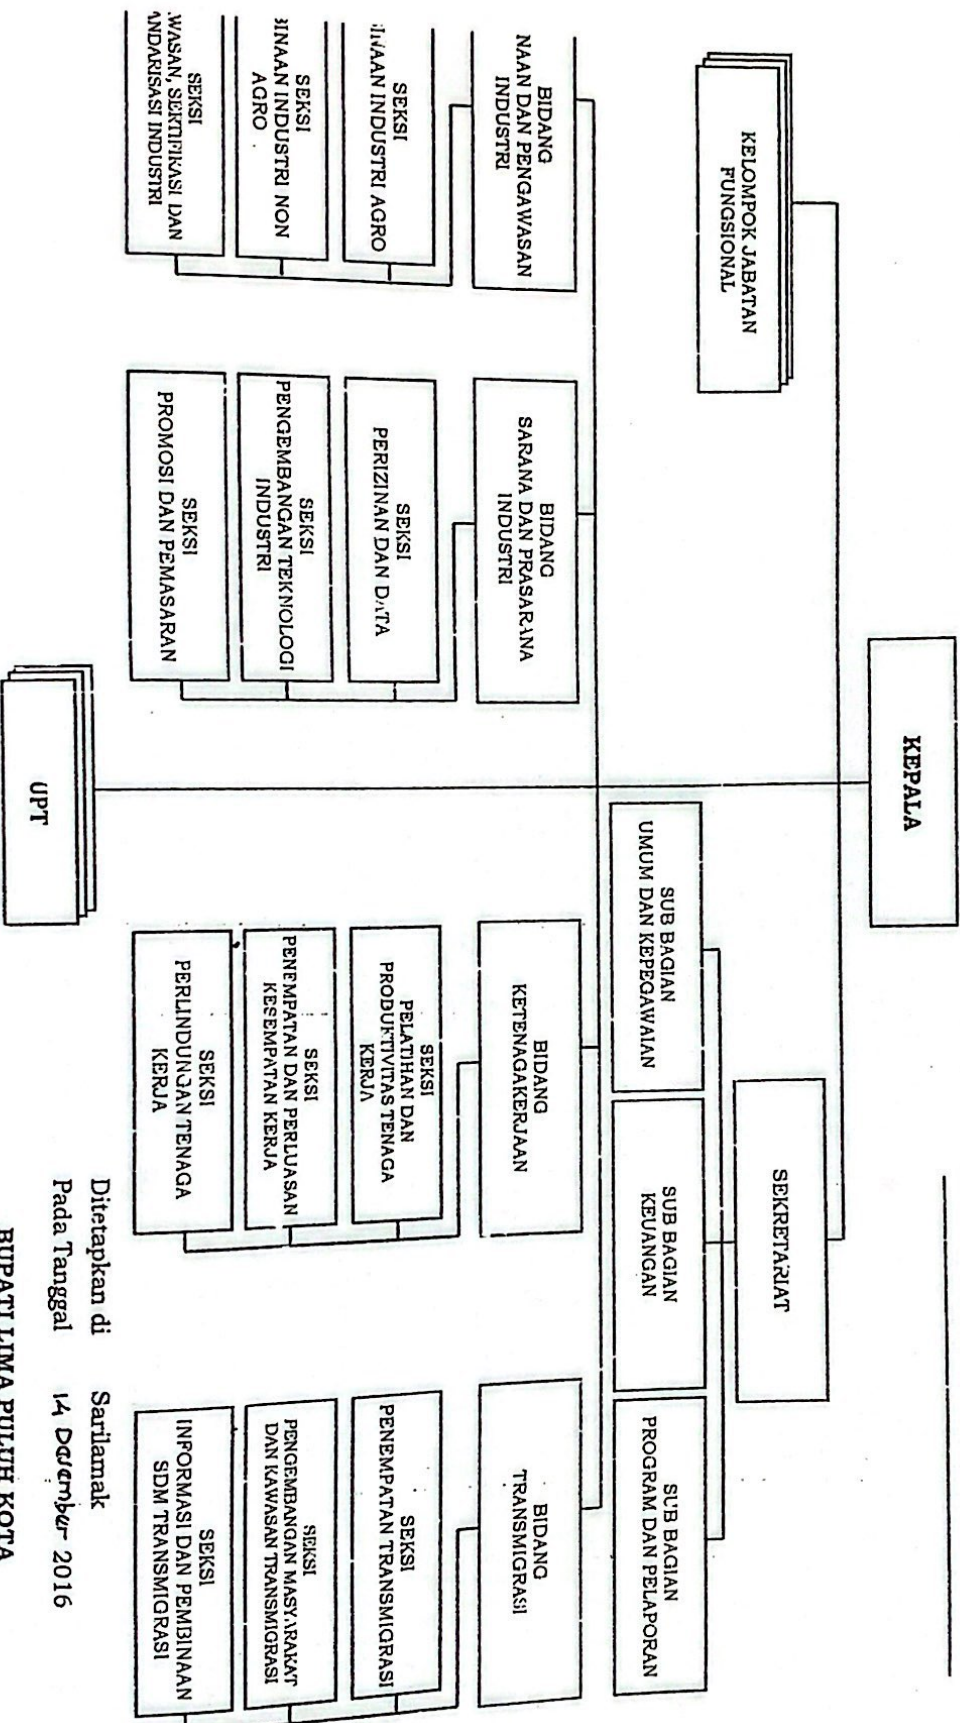 KEPALA
KELOMPOK JABATAN
FUNGSIONAL
SEKRETARIAT
SUB BAGIAN
UMUM DAN KEPEGAWAIAN
SUB BAGIAN
KEUANGAN
SUB BAGIAN
PROGRAM DAN PELAPORAN
BIDANG
NAAN DAN PENGAWASAN
INDUSTRI
SEKSI
INAAN INDUSTRI AGRO
SEKSI
INAAN INDUSTRI NON
AGRO
SEKSI
WASAN, SERTIFIKASI DAN
ANDARISASI INDUSTRI
BIDANG
SARANA DAN PRASARANA
INDUSTRI
SEKSI
PERIZINAN DAN DATA
SEKSI
PENGEMBANGAN TEKNOLOGI
INDUSTRI
SEKSI
PROMOSI DAN PEMASARAN
BIDANG
KETENAGAKERJAAN
SEKSI
PELATIHAN DAN
PRODUKTIVITAS TENAGA
KERJA
SEKSI
PENEMPATAN DAN PERLUASAN
KESEMPATAN KERJA
SEKSI
PERLINDUNGAN TENAGA
KERJA
BIDANG
TRANSMIGRASI
SEKSI
PENEMPATAN TRANSMIGRASI
SEKSI
PENGEMBANGAN MASYARAKAT
DAN KAWASAN TRANSMIGRASI
SEKSI
INFORMASI DAN PEMBINAAN
SDM TRANSMIGRASI
UPT
Ditetapkan di Sarilamak
Pada Tanggal 14 Desember 2016
BUPATI LIMA PULUH KOTA